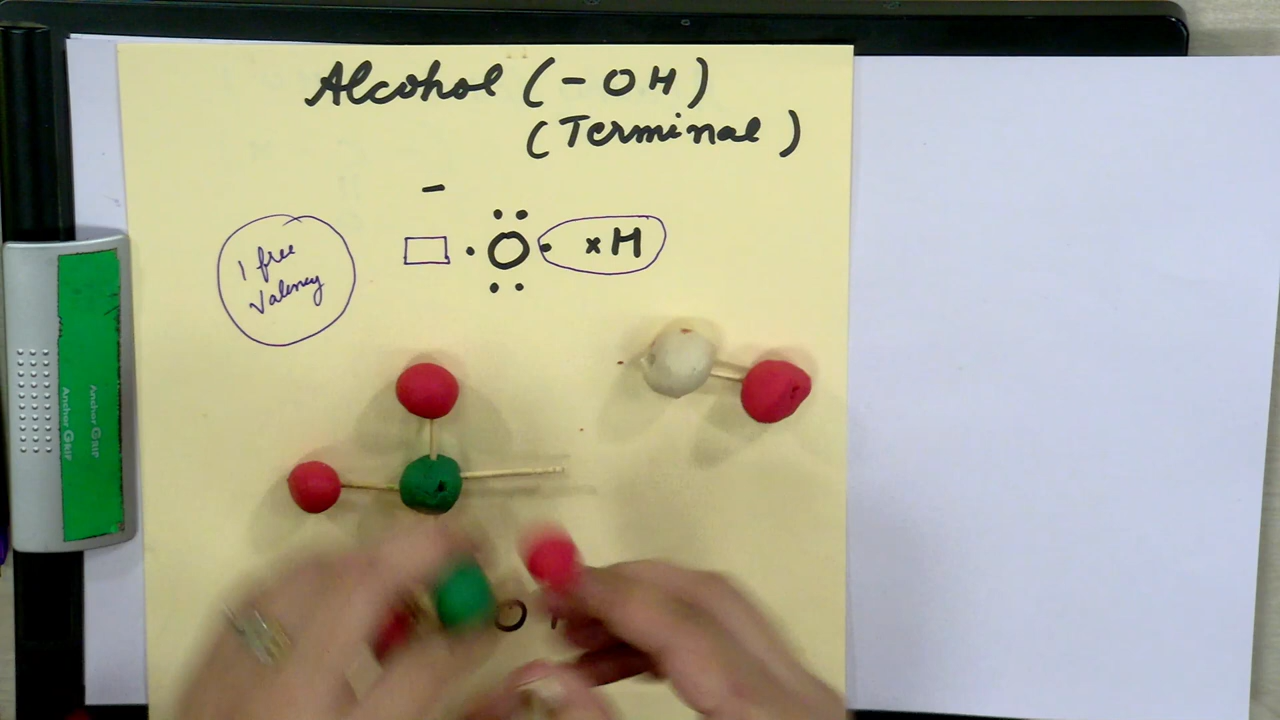 Alcohol (- OH)
(Terminal)
-
1 free
valency
□ · O · xH
Anchor GRIP
Anchor GRIP
O